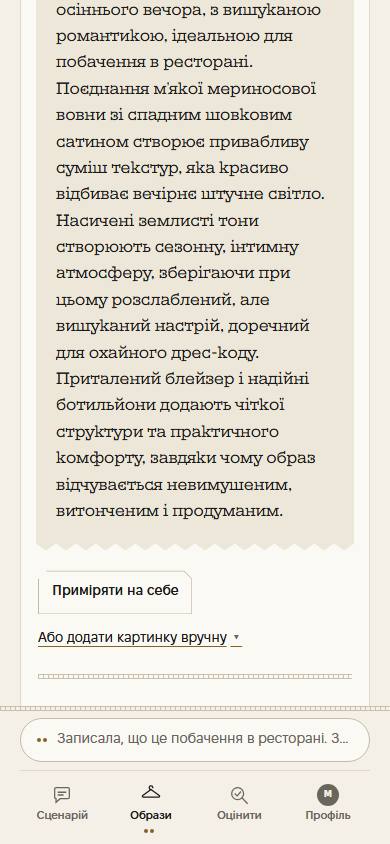 осіннього вечора, з вишуканою
романтикою, ідеальною для
побачення в ресторані.
Поєднання м'якої мериносової
вовни зі спадним шовковим
сатином створює привабливу
суміш текстур, яка красиво
відбиває вечірнє штучне світло.
Насичені землисті тони
створюють сезонну, інтимну
атмосферу, зберігаючи при
цьому розслаблений, але
вишуканий настрій, доречний
для охайного дрес-коду.
Приталений блейзер і надійні
ботильйони додають чіткої
структури та практичного
комфорту, завдяки чому образ
відчувається невимушеним,
витонченим і продуманим.
Приміряти на себе
Або додати картинку вручну
Записала, що це побачення в ресторані. З...
М
Сценарій Образи Оцінити Профіль